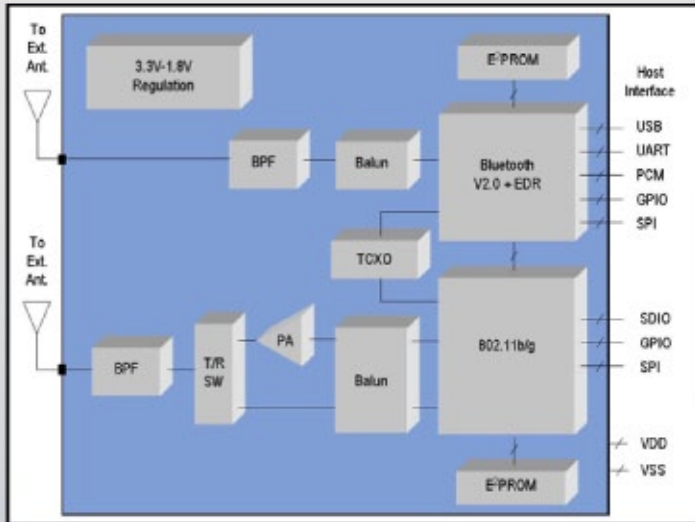 To
Ext.
Ant.
3.3V-1.8V
Regulation
E²PROM
Host
Interface
BPF
Balun
Bluetooth
V2.0 + EDR
USB
UART
PCM
GPIO
SPI
To
Ext.
Ant.
TCXO
BPF
T/R
SW
PA
Balun
802.11b/g
SDIO
GPIO
SPI
VDD
VSS
E²PROM